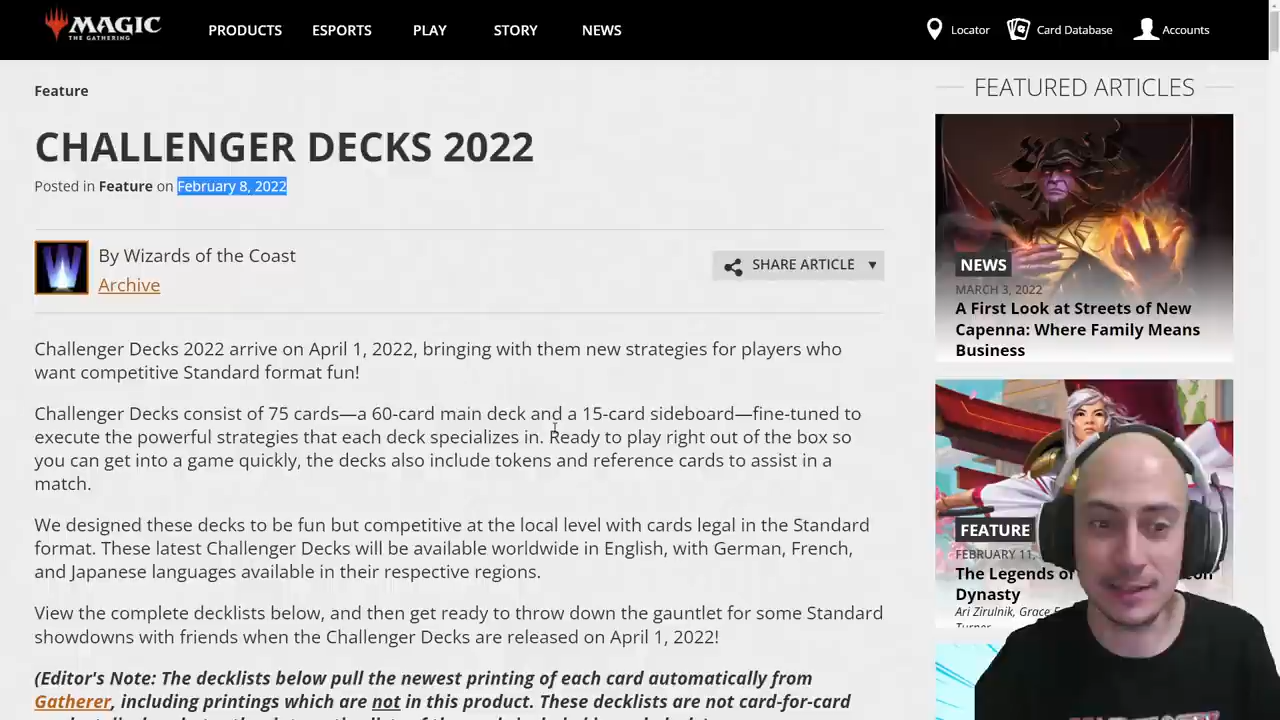 MAGIC
THE GATHERING
PRODUCTS ESPORTS PLAY STORY NEWS
Locator Card Database Accounts
Feature
CHALLENGER DECKS 2022
Posted in Feature on February 8, 2022
By Wizards of the Coast
Archive
SHARE ARTICLE ▼
Challenger Decks 2022 arrive on April 1, 2022, bringing with them new strategies for players who
want competitive Standard format fun!
Challenger Decks consist of 75 cards—a 60-card main deck and a 15-card sideboard—fine-tuned to
execute the powerful strategies that each deck specializes in. Ready to play right out of the box so
you can get into a game quickly, the decks also include tokens and reference cards to assist in a
match.
We designed these decks to be fun but competitive at the local level with cards legal in the Standard
format. These latest Challenger Decks will be available worldwide in English, with German, French,
and Japanese languages available in their respective regions.
View the complete decklists below, and then get ready to throw down the gauntlet for some Standard
showdowns with friends when the Challenger Decks are released on April 1, 2022!
(Editor's Note: The decklists below pull the newest printing of each card automatically from
Gatherer, including printings which are not in this product. These decklists are not card-for-card
FEATURED ARTICLES
NEWS
MARCH 3, 2022
A First Look at Streets of New
Capenna: Where Family Means
Business
FEATURE
FEBRUARY 11,
The Legends of
Dynasty
Ari Zirulnik, Grace